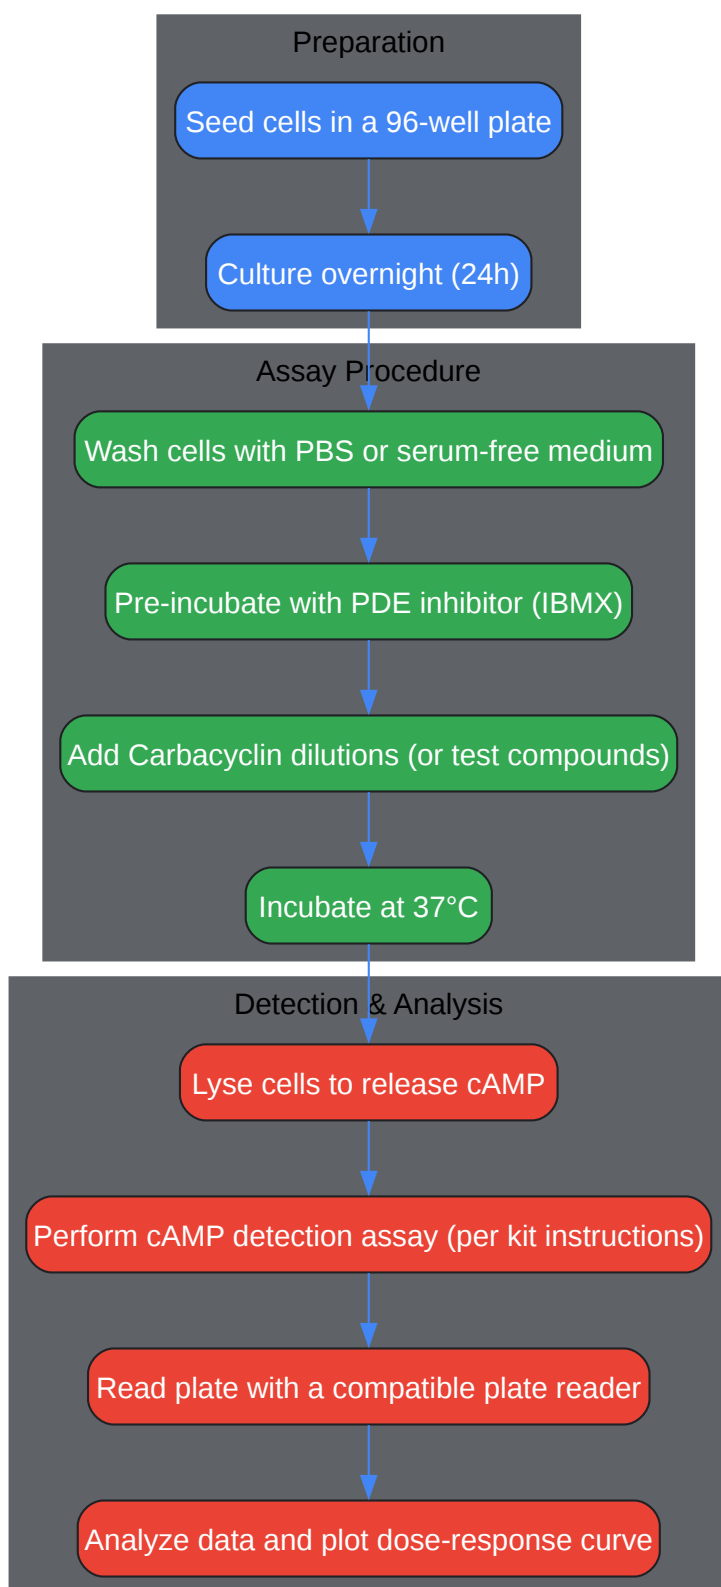 Preparation
Seed cells in a 96-well plate
Culture overnight (24h)
Assay Procedure
Wash cells with PBS or serum-free medium
Pre-incubate with PDE inhibitor (IBMX)
Add Carbacyclin dilutions (or test compounds)
Incubate at 37°C
Detection & Analysis
Lyse cells to release cAMP
Perform cAMP detection assay (per kit instructions)
Read plate with a compatible plate reader
Analyze data and plot dose-response curve